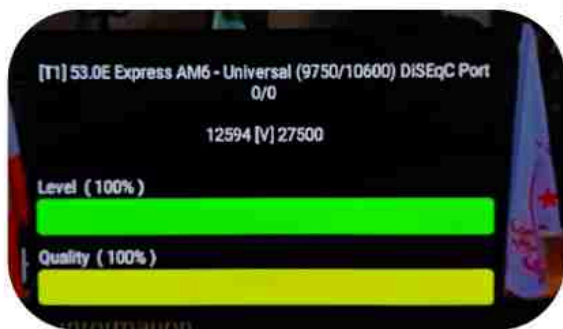 [T1] 53.0E Express AM6 - Universal (9750/10600) DiSEqC Port
0/0
12594 [V] 27500
Level ( 100% )
Quality ( 100% )